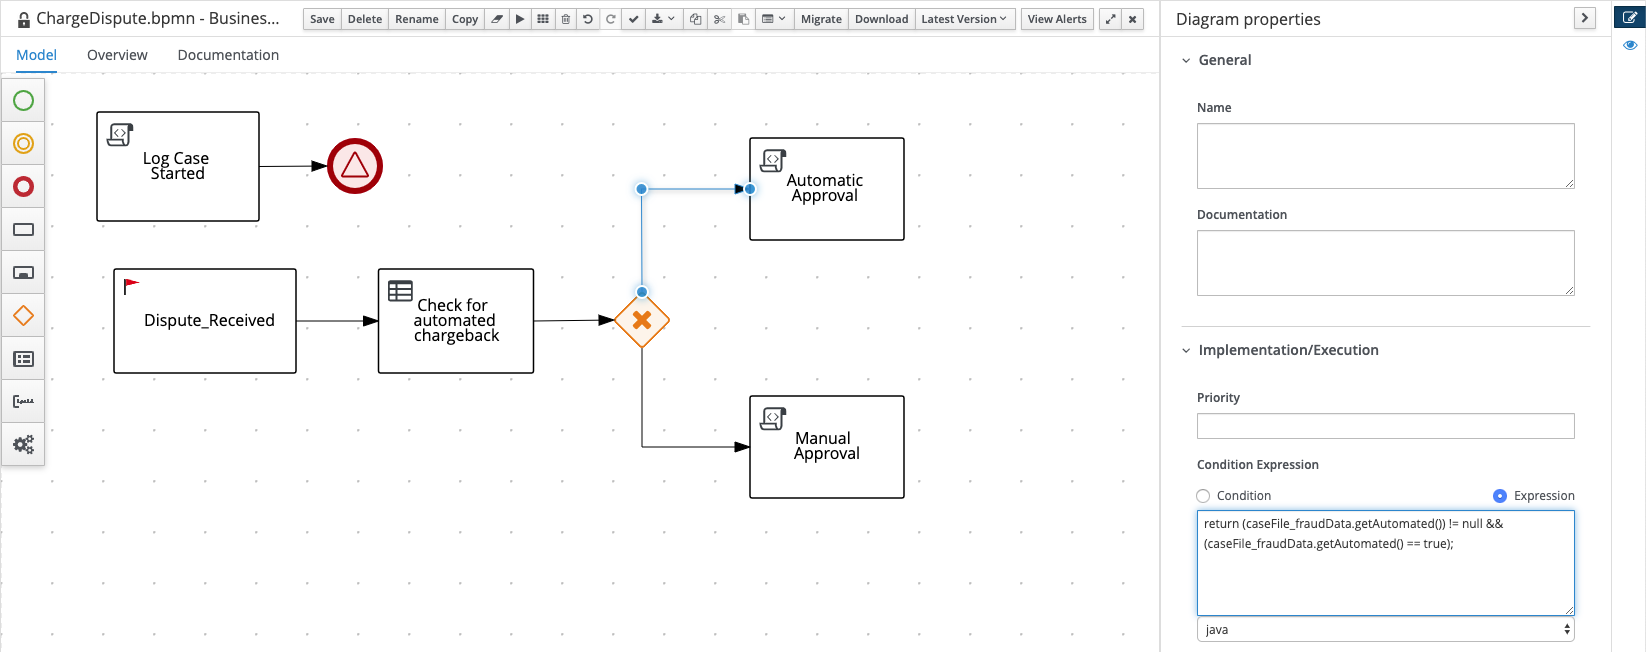 ChargeDispute.bpmn - Business...
Save Delete Rename Copy Migrate Download Latest Version View Alerts
Model Overview Documentation
Log Case
Started
Automatic
Approval
Dispute_Received
Check for
automated
chargeback
Manual
Approval
Diagram properties
General
Name
Documentation
Implementation/Execution
Priority
Condition Expression
Condition Expression
return (caseFile_fraudData.getAutomated()) != null &&
(caseFile_fraudData.getAutomated() == true);
java